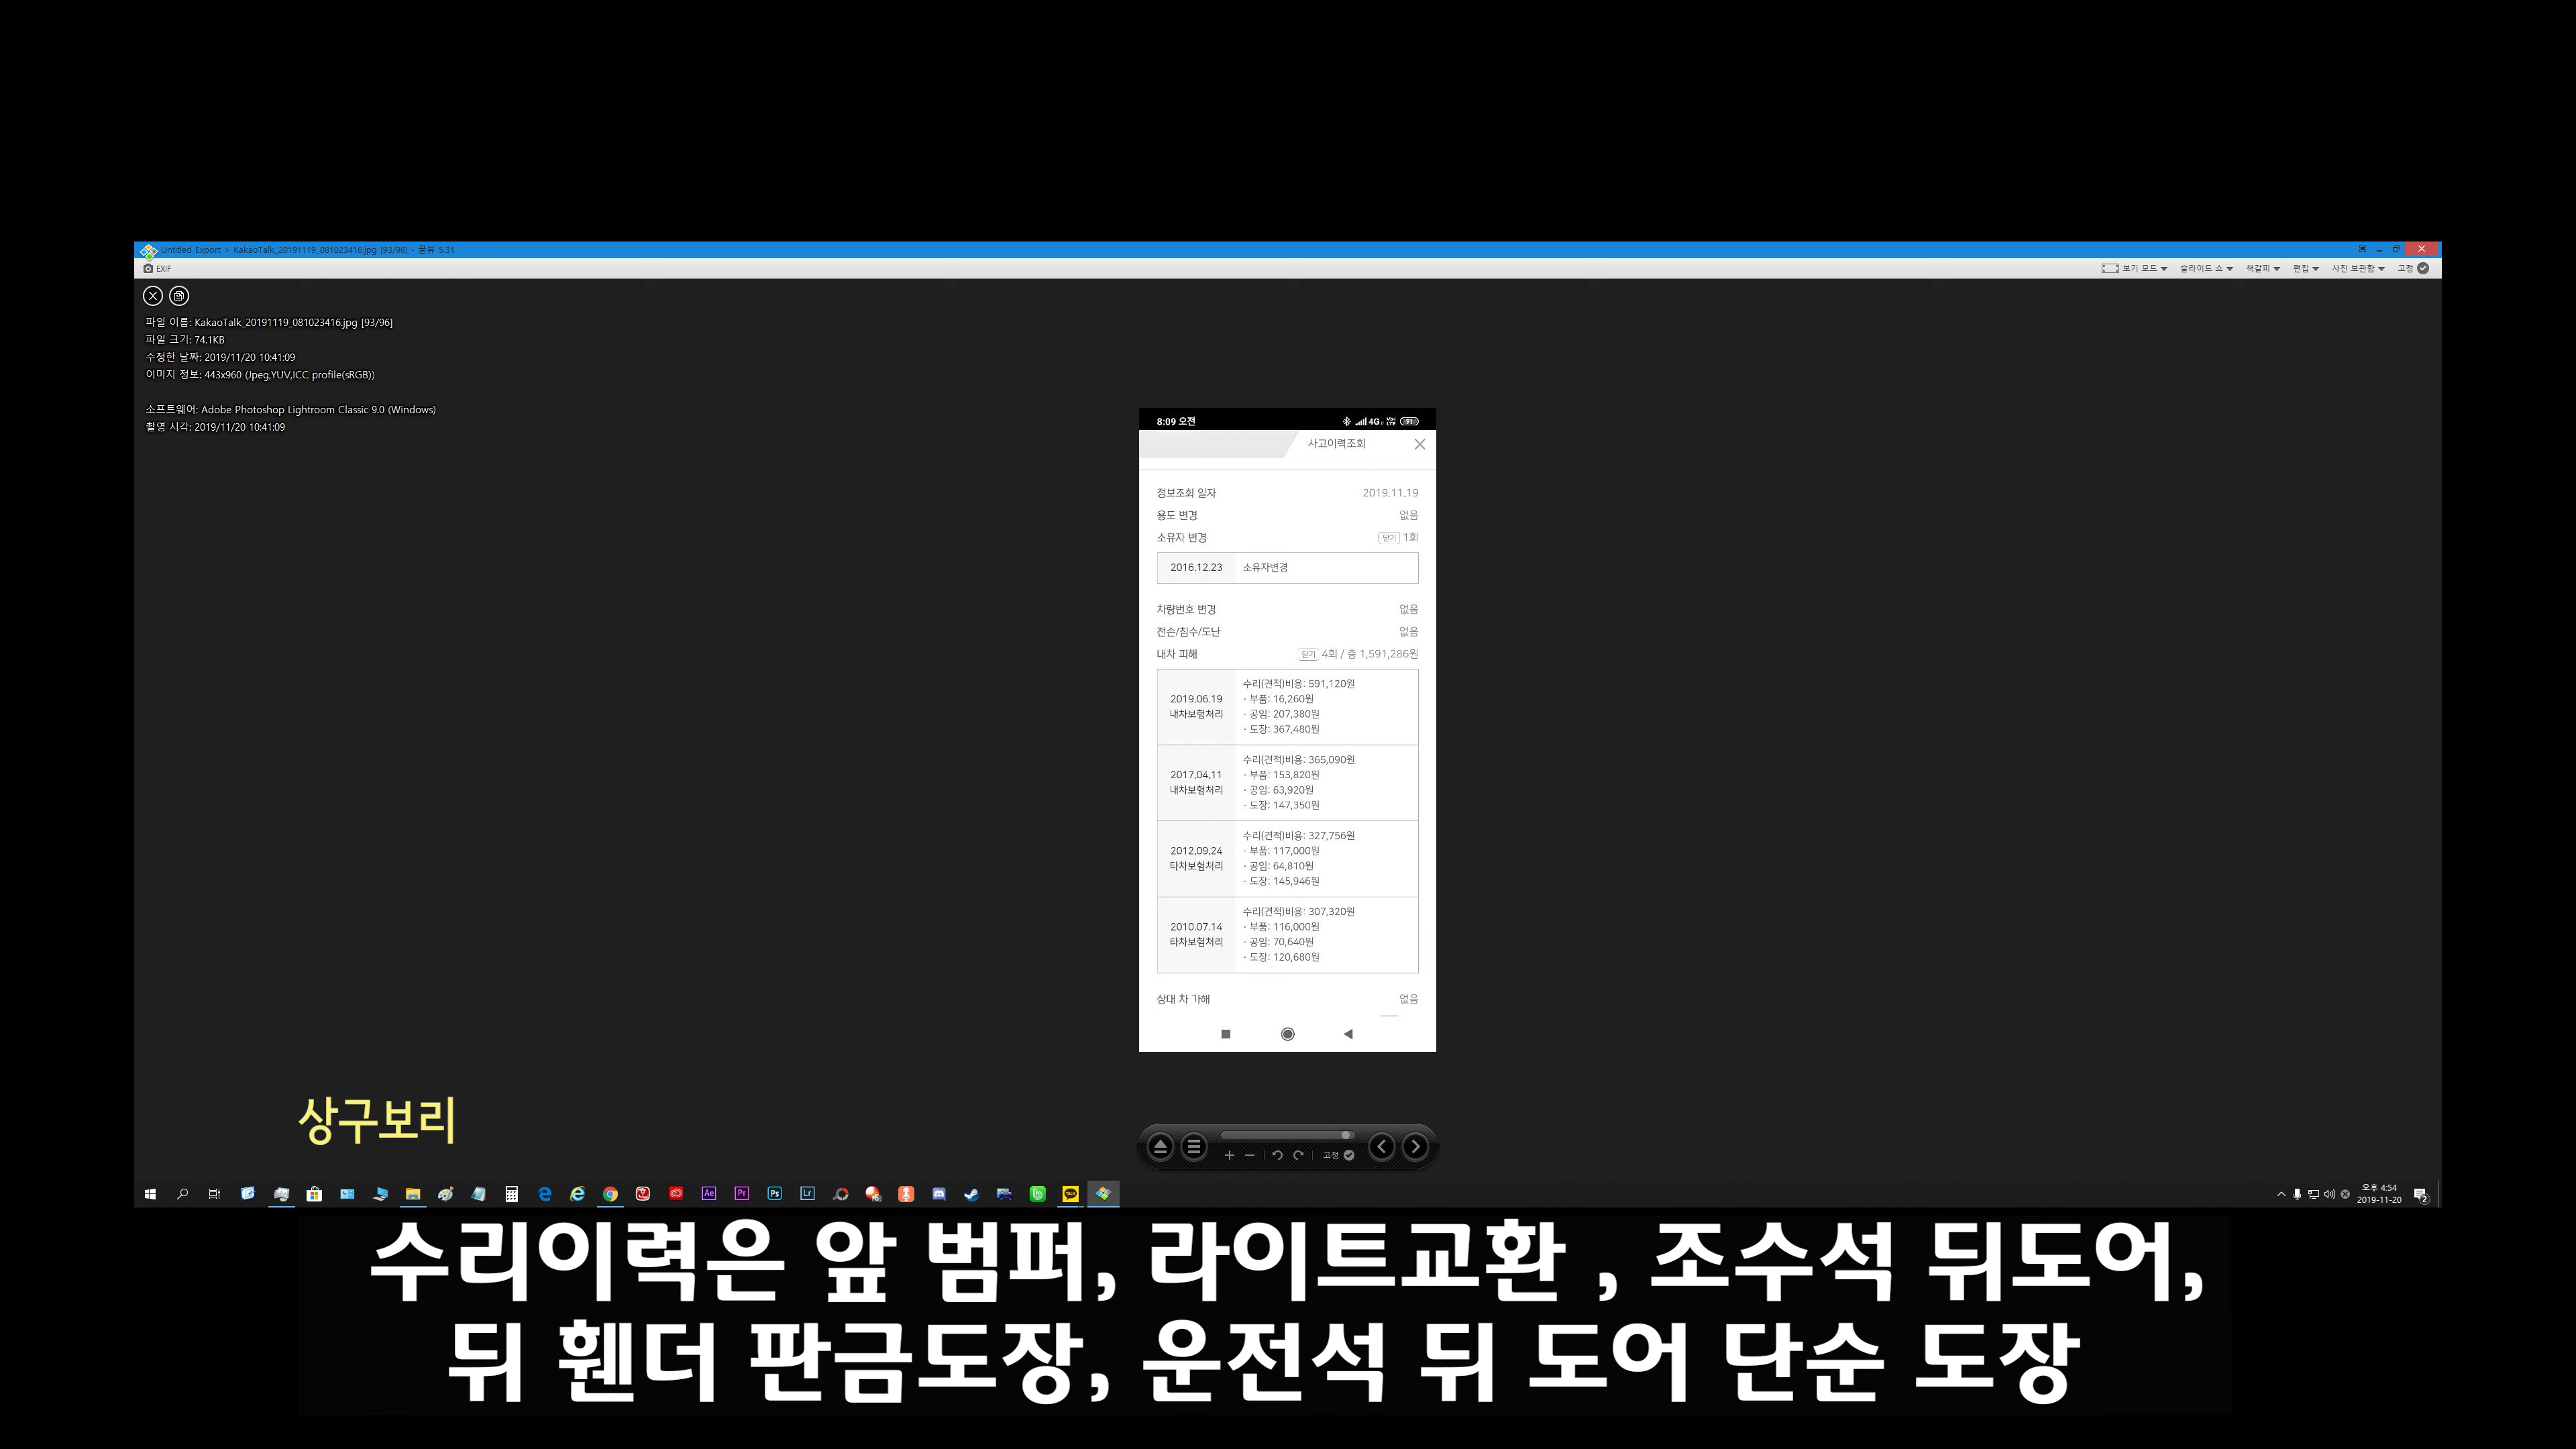 Untitled Export > KakaoTalk_20191119_081023416.jpg [93/96] - 꿀뷰 5.31
EXIF
보기 모드 슬라이드 쇼 책갈피 편집 사진 보관함 고정
파일 이름: KakaoTalk_20191119_081023416.jpg [93/96]
파일 크기: 74.1KB
수정한 날짜: 2019/11/20 10:41:09
이미지 정보: 443x960 (Jpeg,YUV,ICC profile(sRGB))
소프트웨어: Adobe Photoshop Lightroom Classic 9.0 (Windows)
촬영 시각: 2019/11/20 10:41:09
8:09 오전 4G 91
사고이력조회
정보조회 일자 2019.11.19
용도 변경 없음
소유자 변경 닫기 1회
2016.12.23 소유자변경
차량번호 변경 없음
전손/침수/도난 없음
내차 피해 닫기 4회 / 총 1,591,286원
2019.06.19
내차보험처리
수리(견적)비용: 591,120원
· 부품: 16,260원
· 공임: 207,380원
· 도장: 367,480원
2017.04.11
내차보험처리
수리(견적)비용: 365,090원
· 부품: 153,820원
· 공임: 63,920원
· 도장: 147,350원
2012.09.24
타차보험처리
수리(견적)비용: 327,756원
· 부품: 117,000원
· 공임: 64,810원
· 도장: 145,946원
2010.07.14
타차보험처리
수리(견적)비용: 307,320원
· 부품: 116,000원
· 공임: 70,640원
· 도장: 120,680원
상대 차 가해 없음
상구보리
고정
Ae Pr Ps Lr
오후 4:54
2019-11-20
2
수리이력은 앞 범퍼, 라이트교환 , 조수석 뒤도어,
뒤 휀더 판금도장, 운전석 뒤 도어 단순 도장